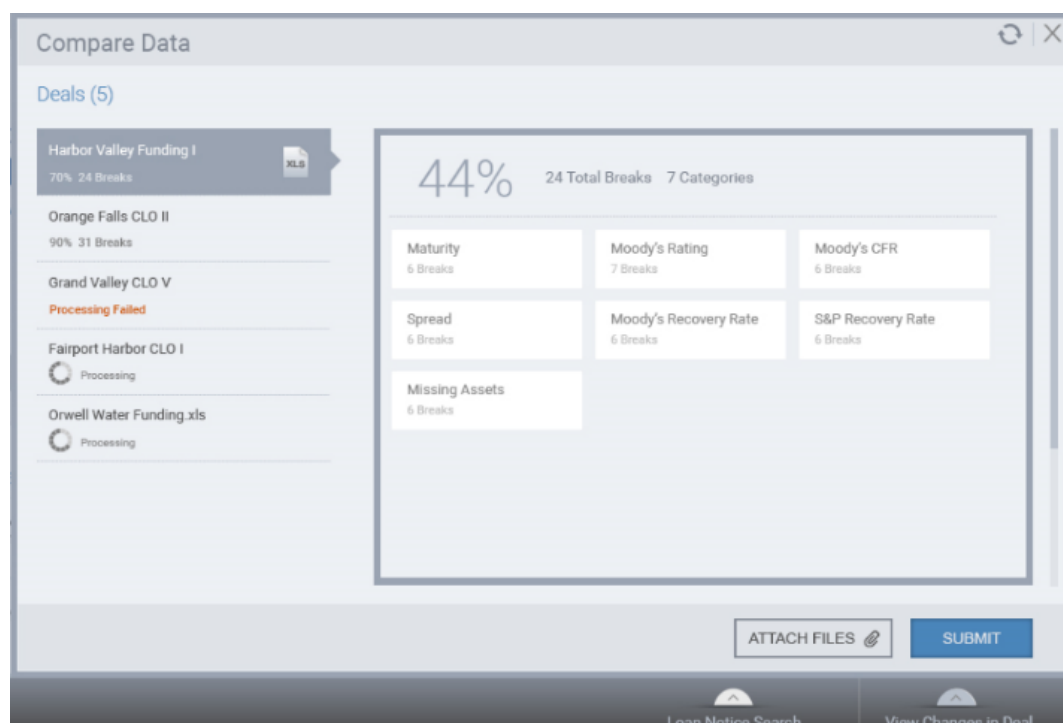 Compare Data
Deals (5)
Harbor Valley Funding I
70% 24 Breaks
XLS
Orange Falls CLO II
90% 31 Breaks
Grand Valley CLO V
Processing Failed
Fairport Harbor CLO I
Processing
Orwell Water Funding.xls
Processing
44% 24 Total Breaks 7 Categories
Maturity
6 Breaks
Moody's Rating
7 Breaks
Moody's CFR
6 Breaks
Spread
6 Breaks
Moody's Recovery Rate
6 Breaks
S&P Recovery Rate
6 Breaks
Missing Assets
6 Breaks
ATTACH FILES
SUBMIT
Loan Notice Search
View Changes in Deal